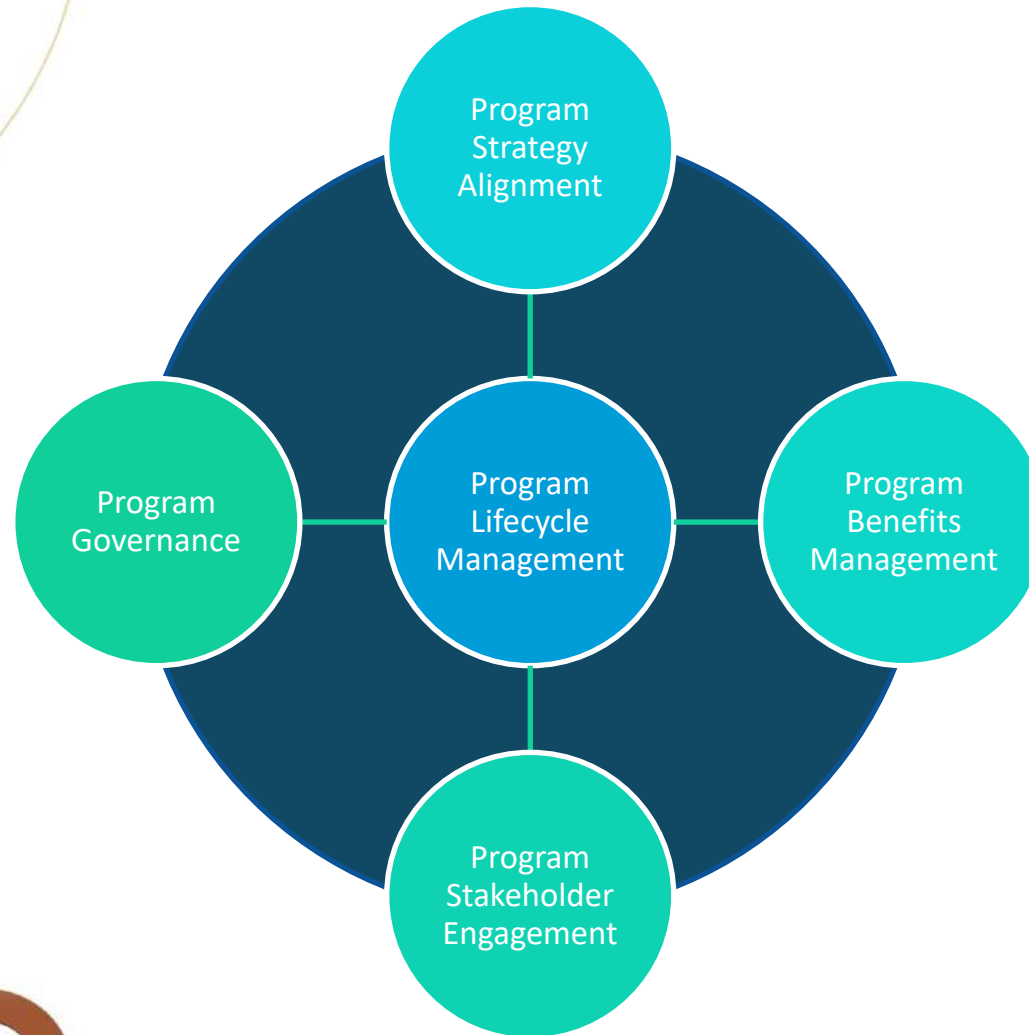 Program
Strategy
Alignment
Program
Governance
Program
Lifecycle
Management
Program
Benefits
Management
Program
Stakeholder
Engagement